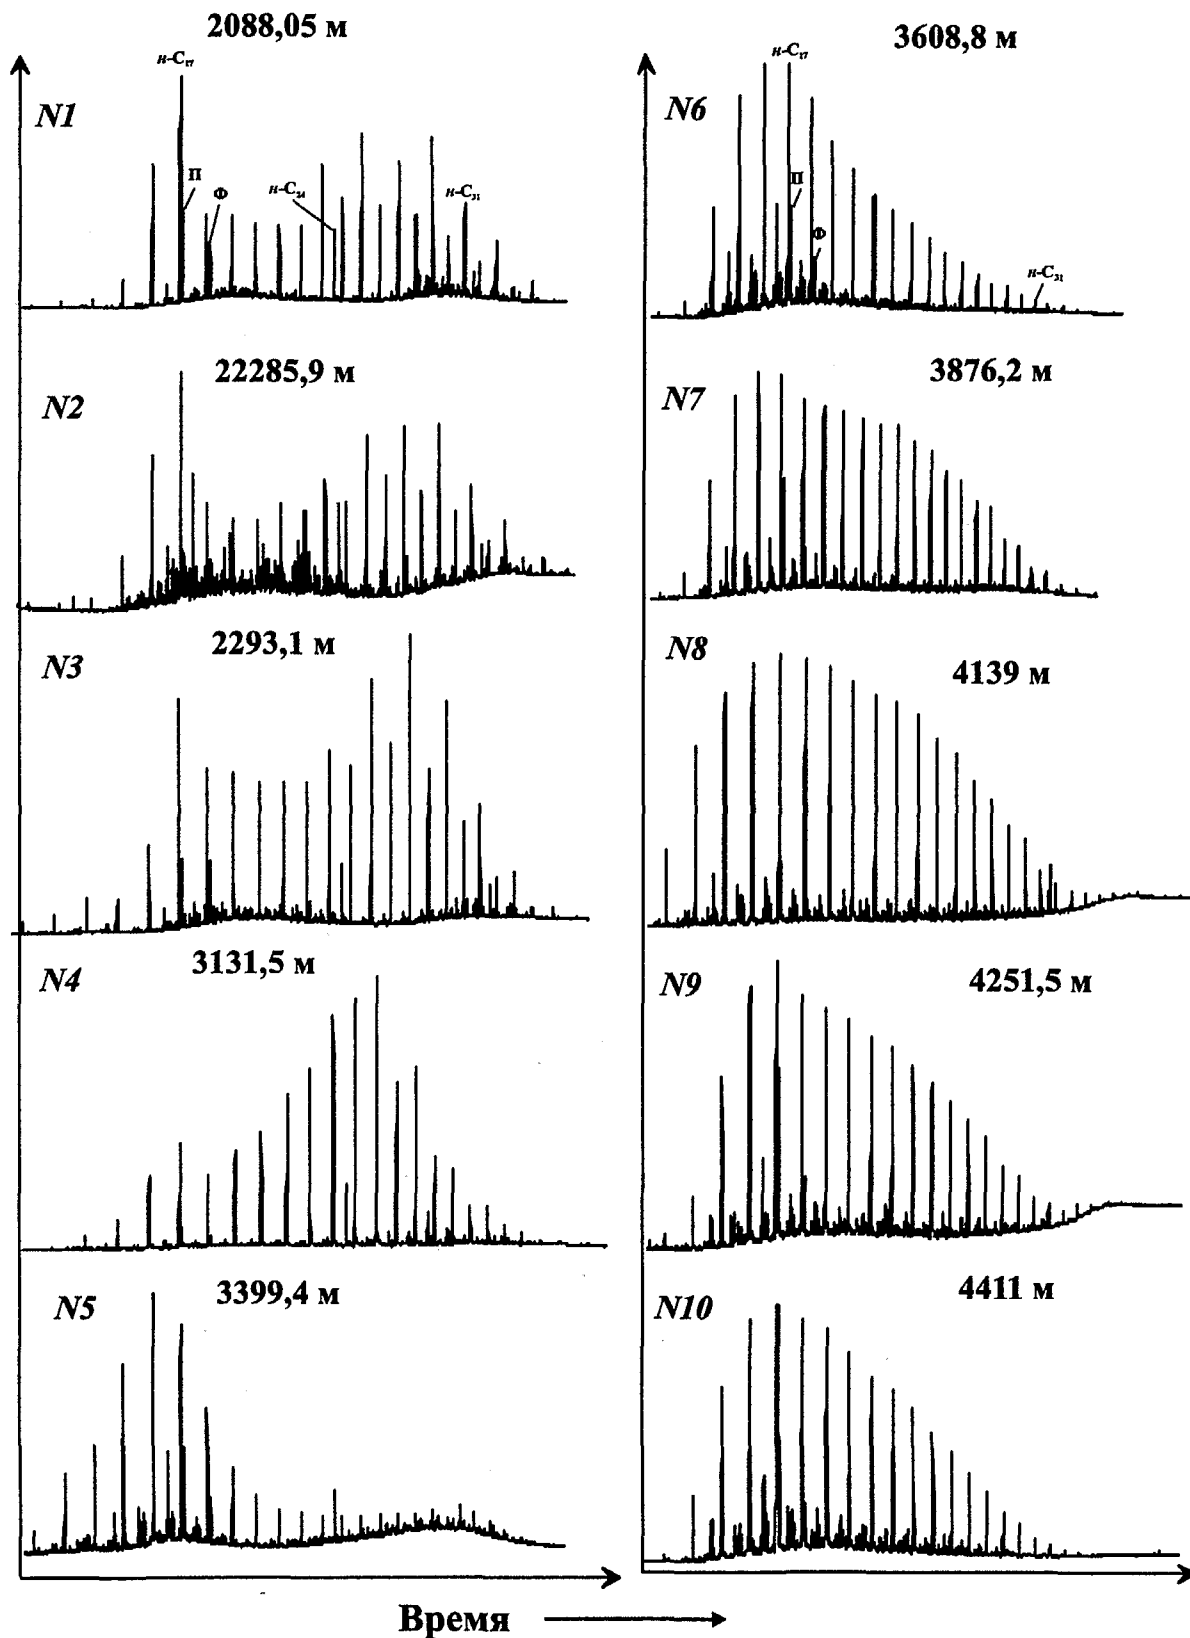 2088,05 м
N1
н-C17
П
Ф
н-C24
н-C31
22285,9 м
N2
2293,1 м
N3
3131,5 м
N4
3399,4 м
N5
3608,8 м
N6
н-C17
П
Ф
н-C31
3876,2 м
N7
N8
4139 м
N9
4251,5 м
N10
4411 м
Время